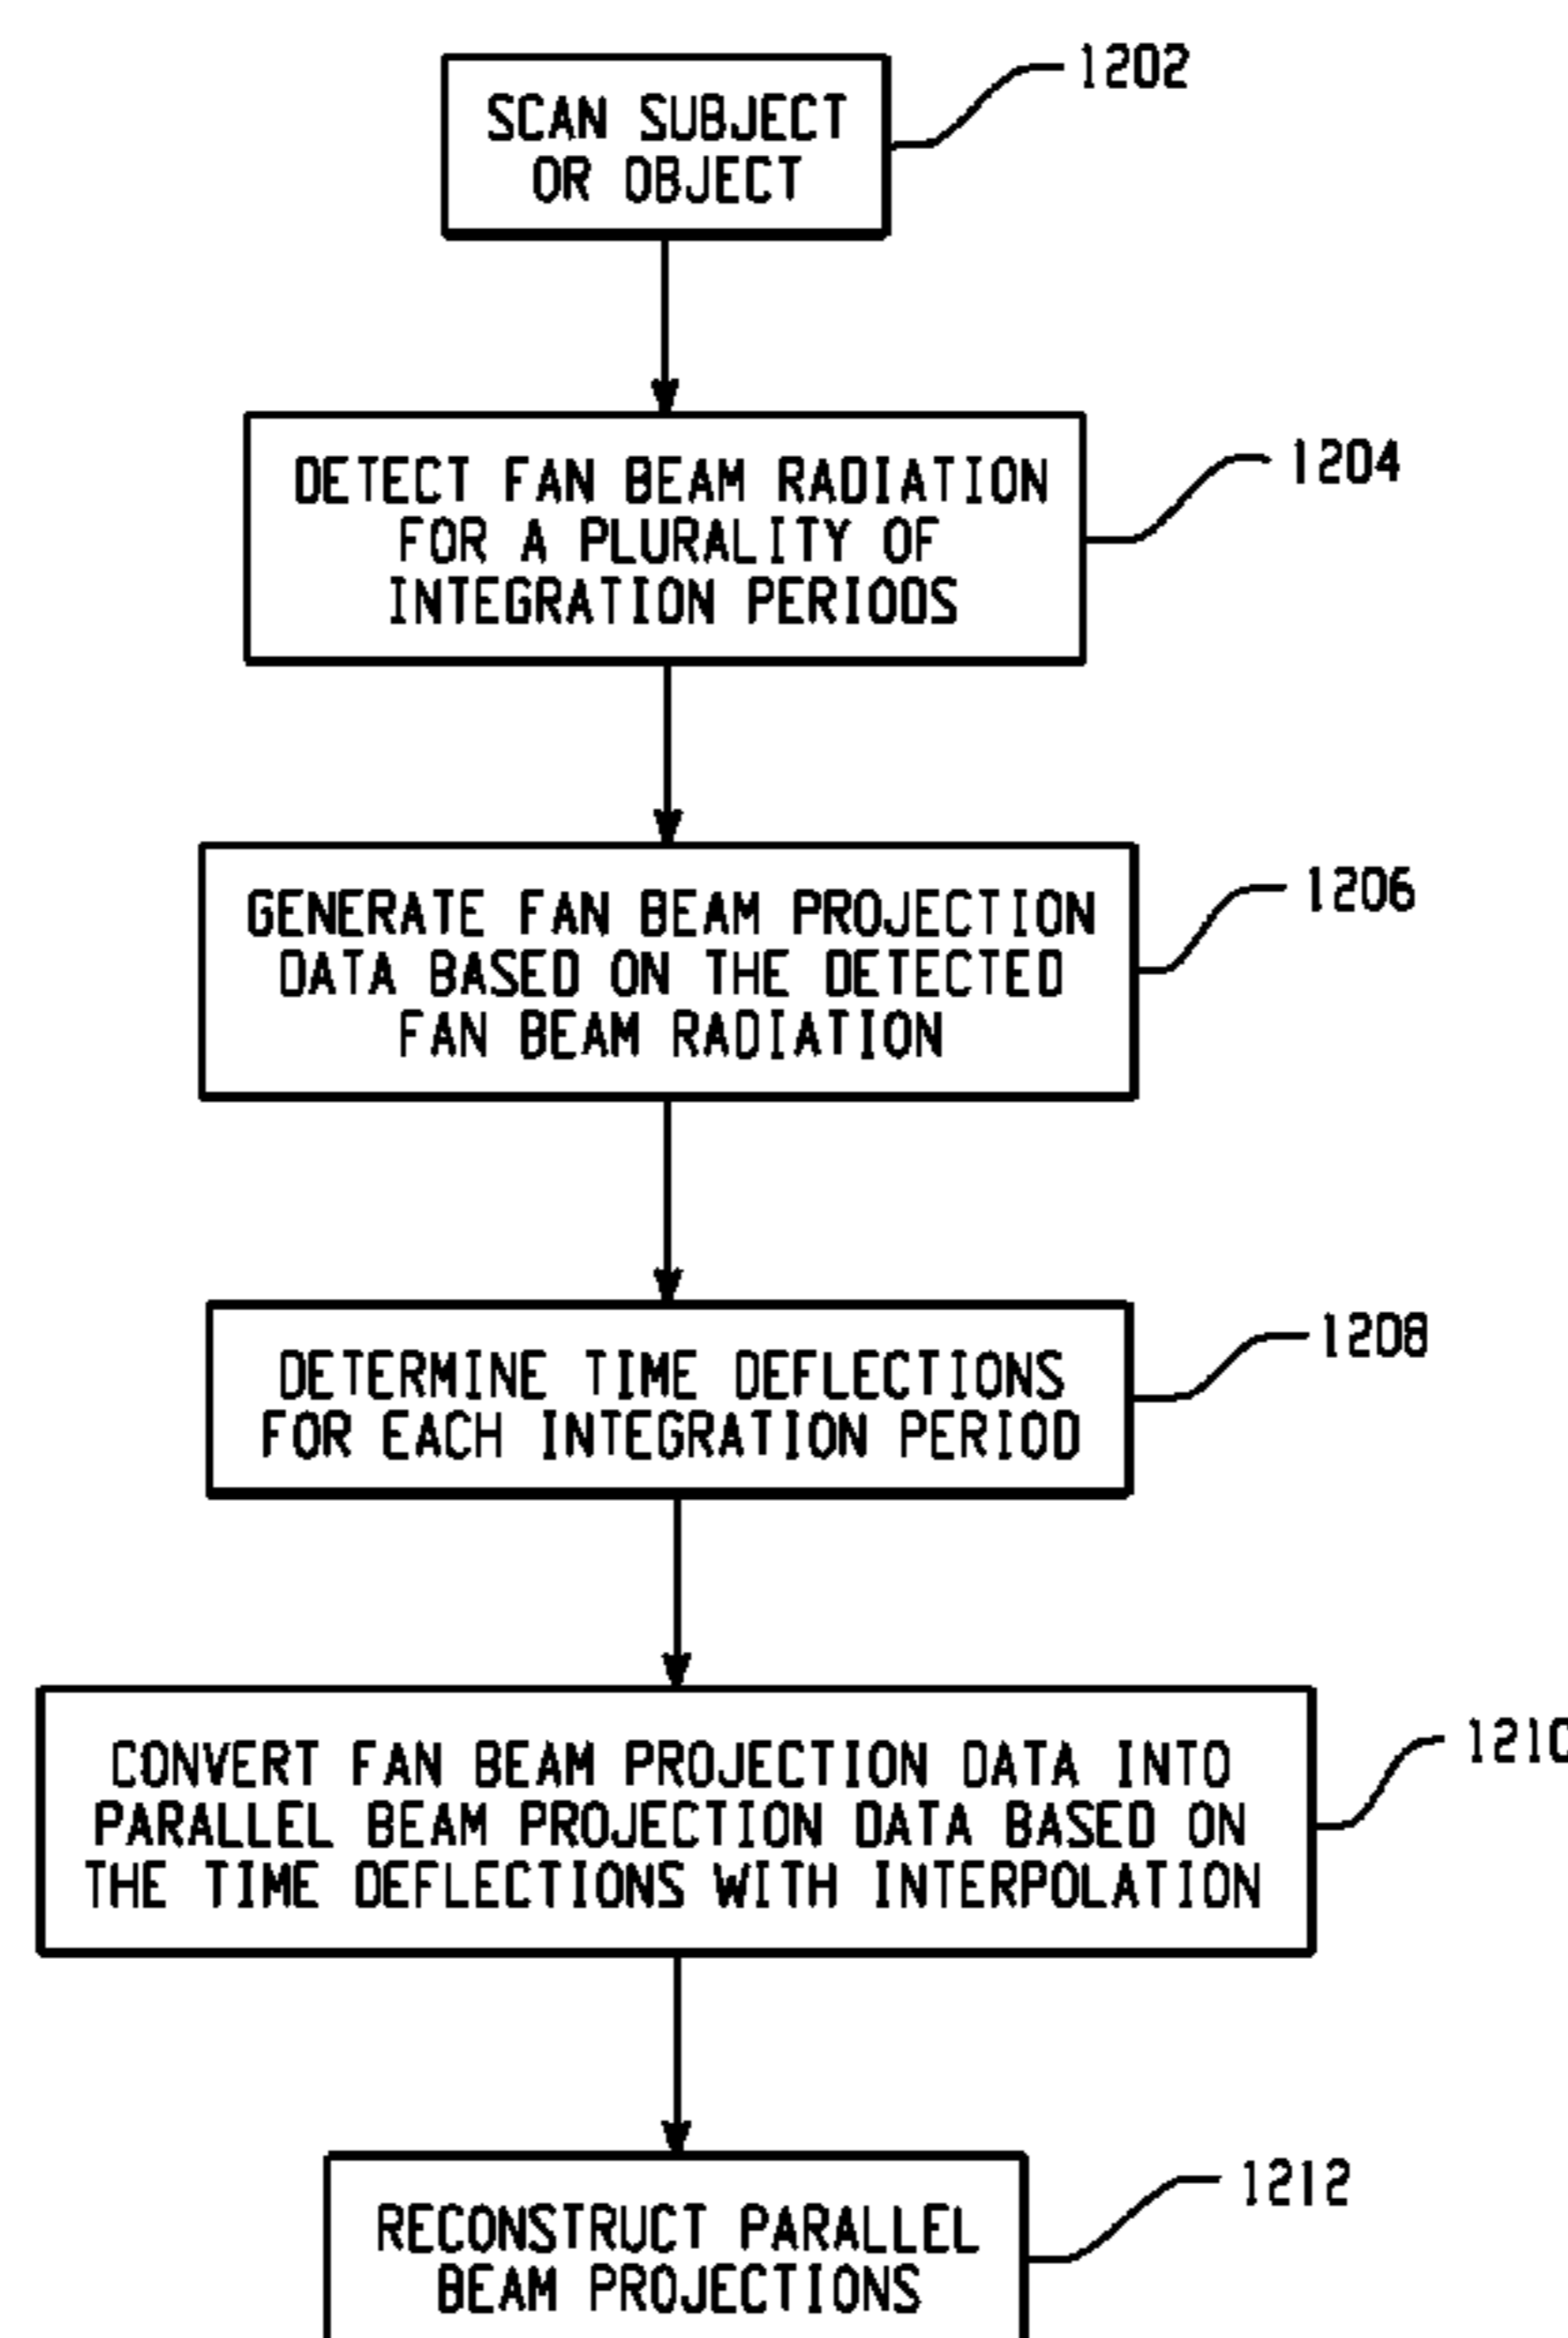 1202
SCAN SUBJECT
OR OBJECT
1204
DETECT FAN BEAM RADIATION
FOR A PLURALITY OF
INTEGRATION PERIODS
1206
GENERATE FAN BEAM PROJECTION
DATA BASED ON THE DETECTED
FAN BEAM RADIATION
1208
DETERMINE TIME DEFLECTIONS
FOR EACH INTEGRATION PERIOD
1210
CONVERT FAN BEAM PROJECTION DATA INTO
PARALLEL BEAM PROJECTION DATA BASED ON
THE TIME DEFLECTIONS WITH INTERPOLATION
1212
RECONSTRUCT PARALLEL
BEAM PROJECTIONS